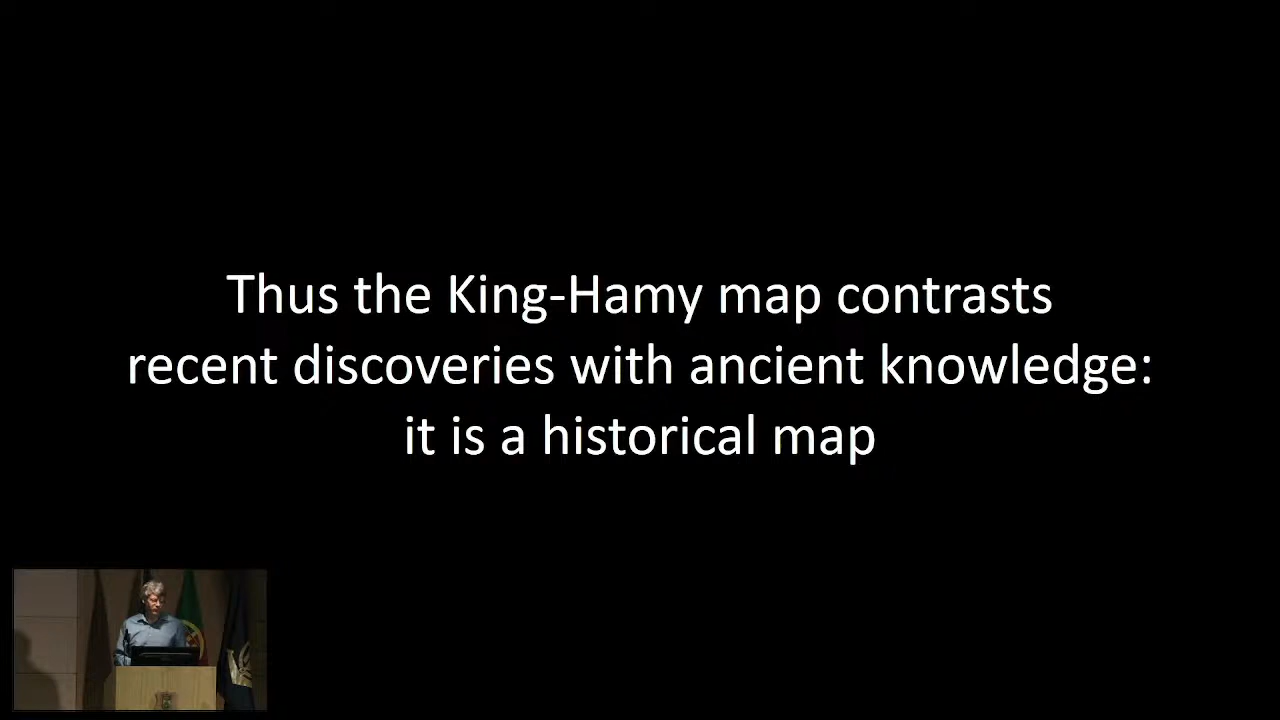 Thus the King-Hamy map contrasts
recent discoveries with ancient knowledge:
it is a historical map